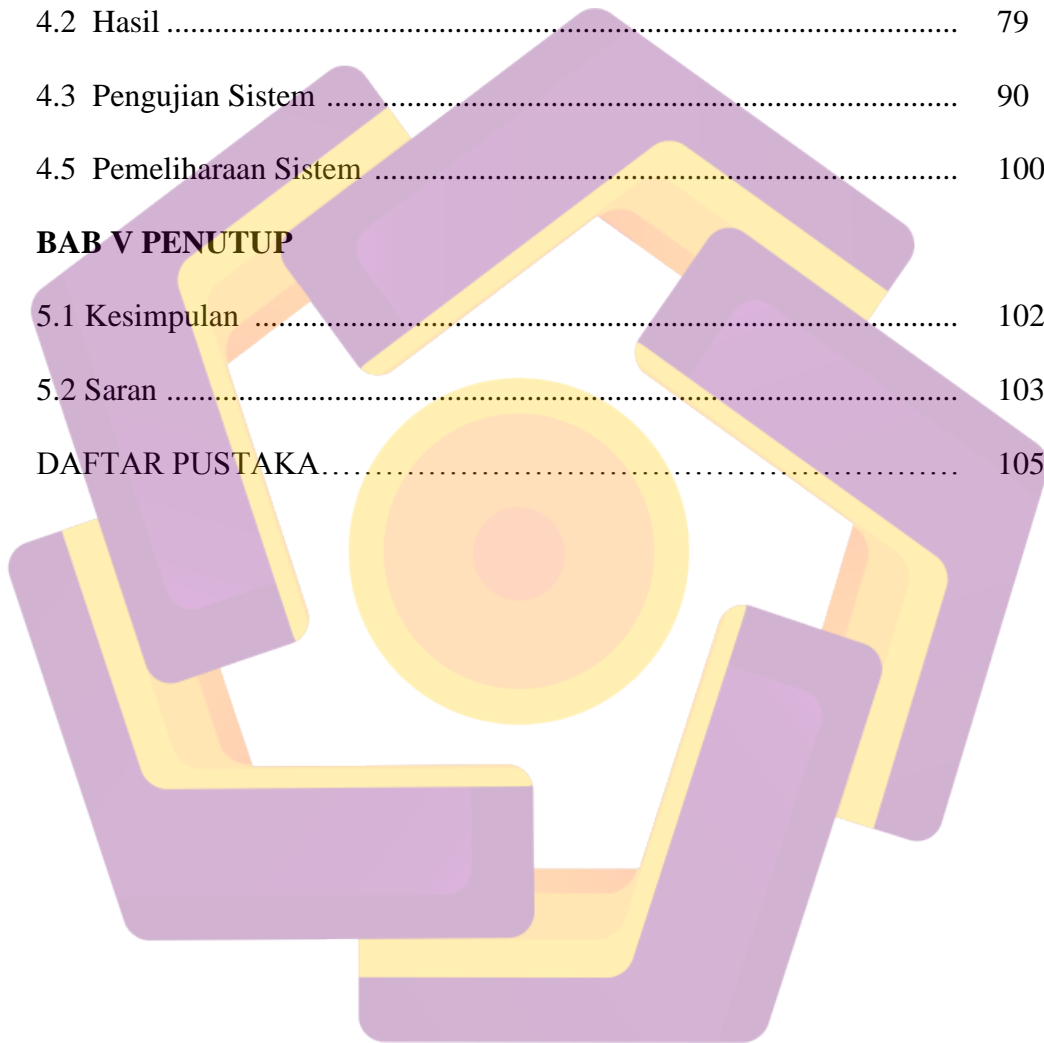 4.2 Hasil ........................................................................................................ 79
4.3 Pengujian Sistem ................................................................................... 90
4.5 Pemeliharaan Sistem ............................................................................. 100
BAB V PENUTUP
5.1 Kesimpulan ............................................................................................. 102
5.2 Saran ........................................................................................................ 103
DAFTAR PUSTAKA………………………………………………………… 105